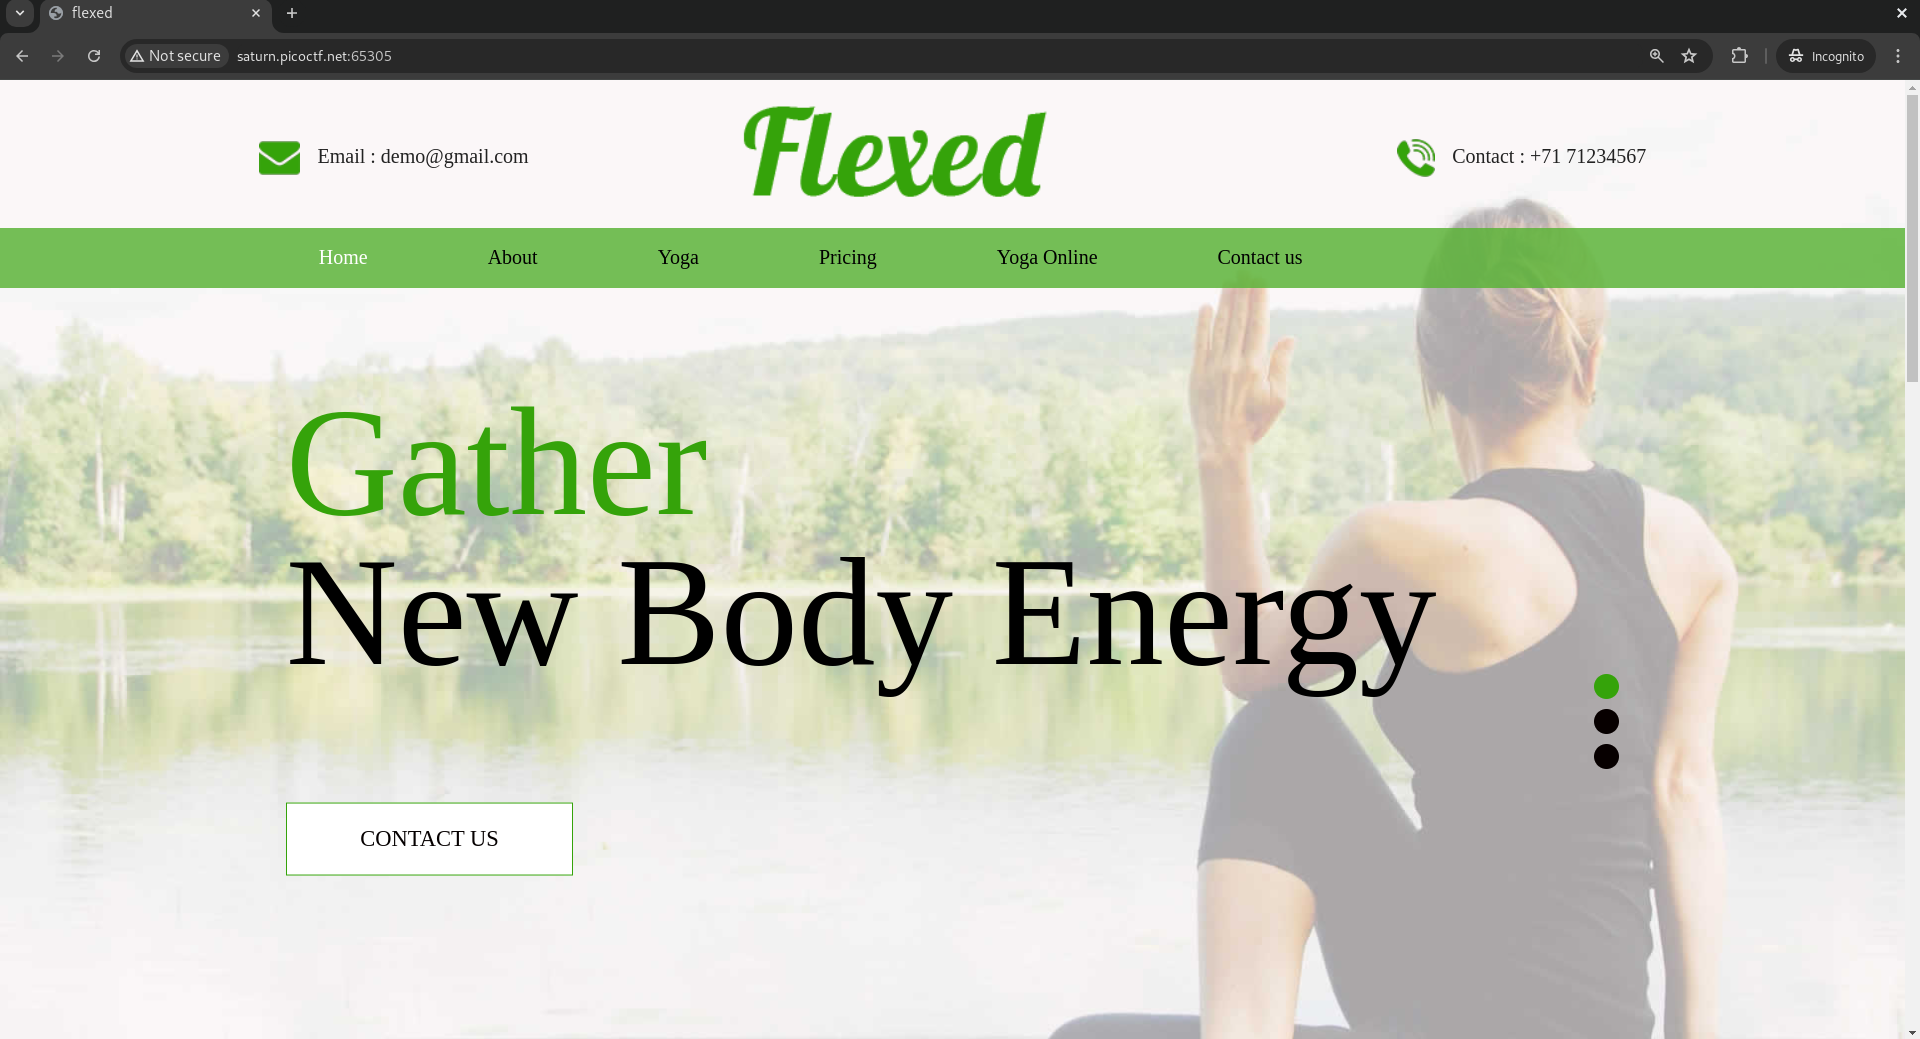 flexed
Not secure saturn.picoctf.net:65305 Incognito
Email : demo@gmail.com
Flexed
Contact : +71 71234567
Home About Yoga Pricing Yoga Online Contact us
Gather
New Body Energy
CONTACT US